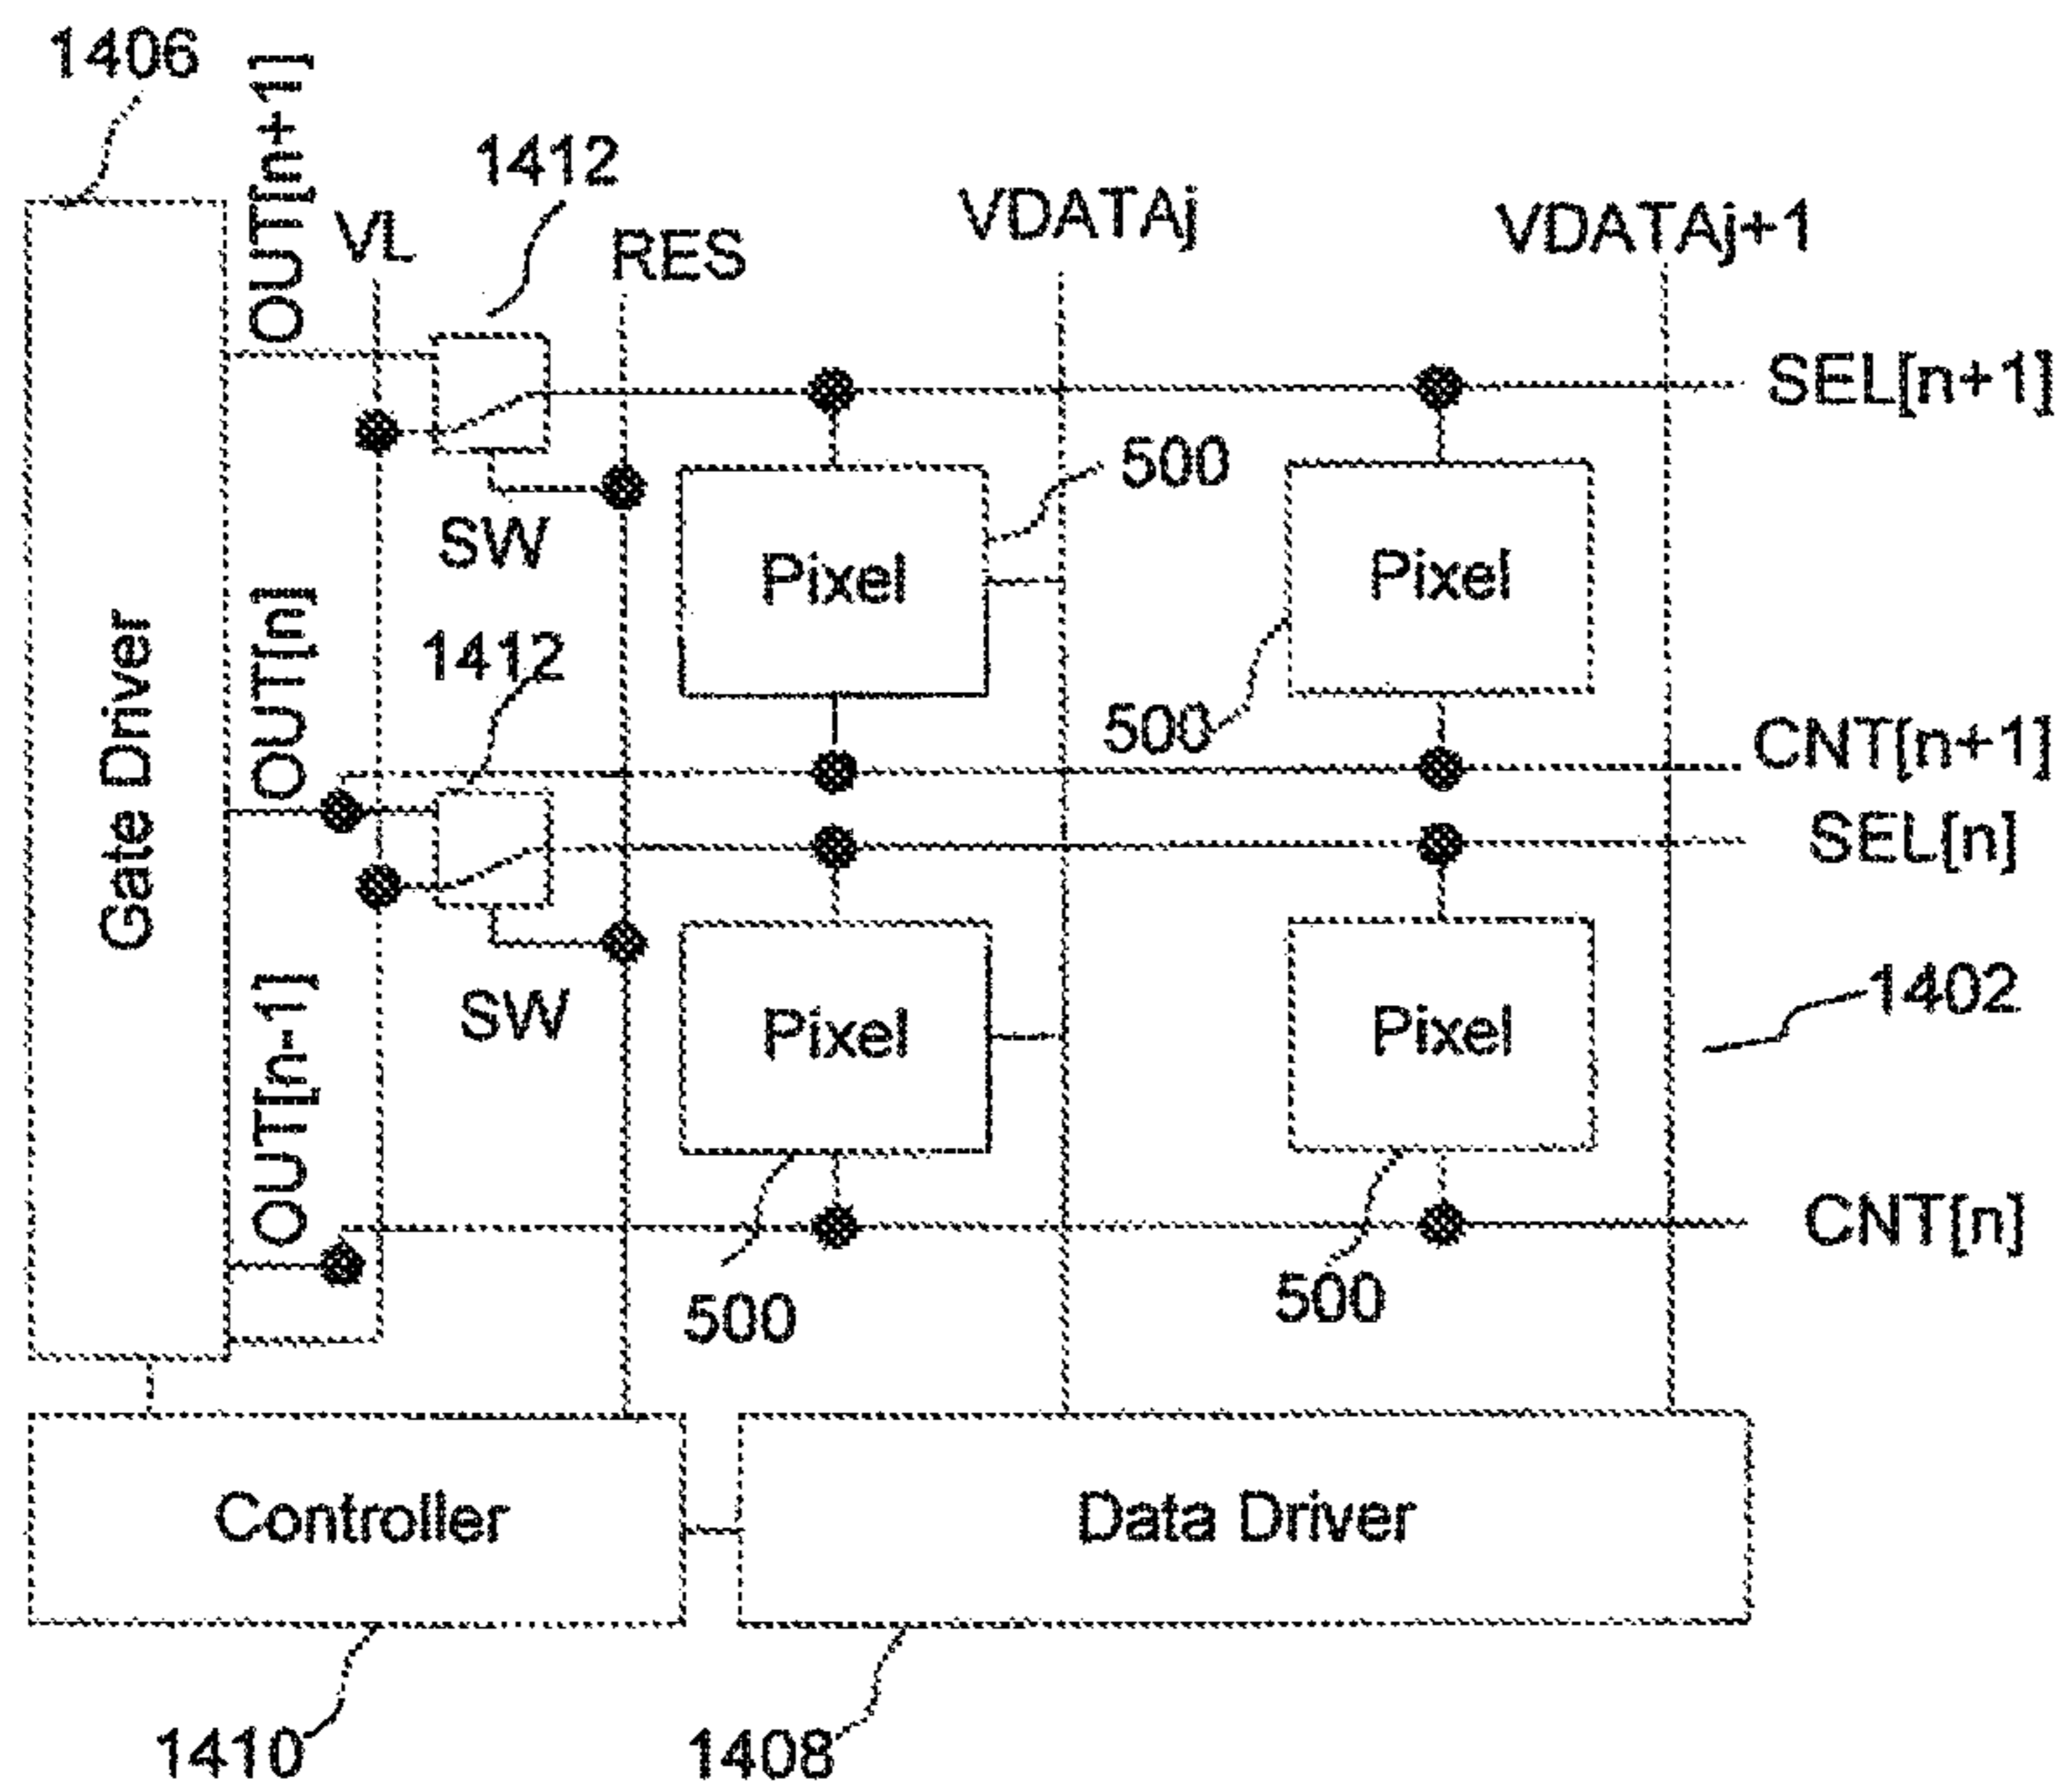 1406
OUT[n+1]
1412
VL
RES
VDATAj
VDATAj+1
SEL[n+1]
500
SW
Pixel
Pixel
OUT[n]
1412
500
CNT[n+1]
Gate Driver
SEL[n]
OUT[n-1]
SW
Pixel
Pixel
1402
CNT[n]
500
500
Controller
Data Driver
1410
1408